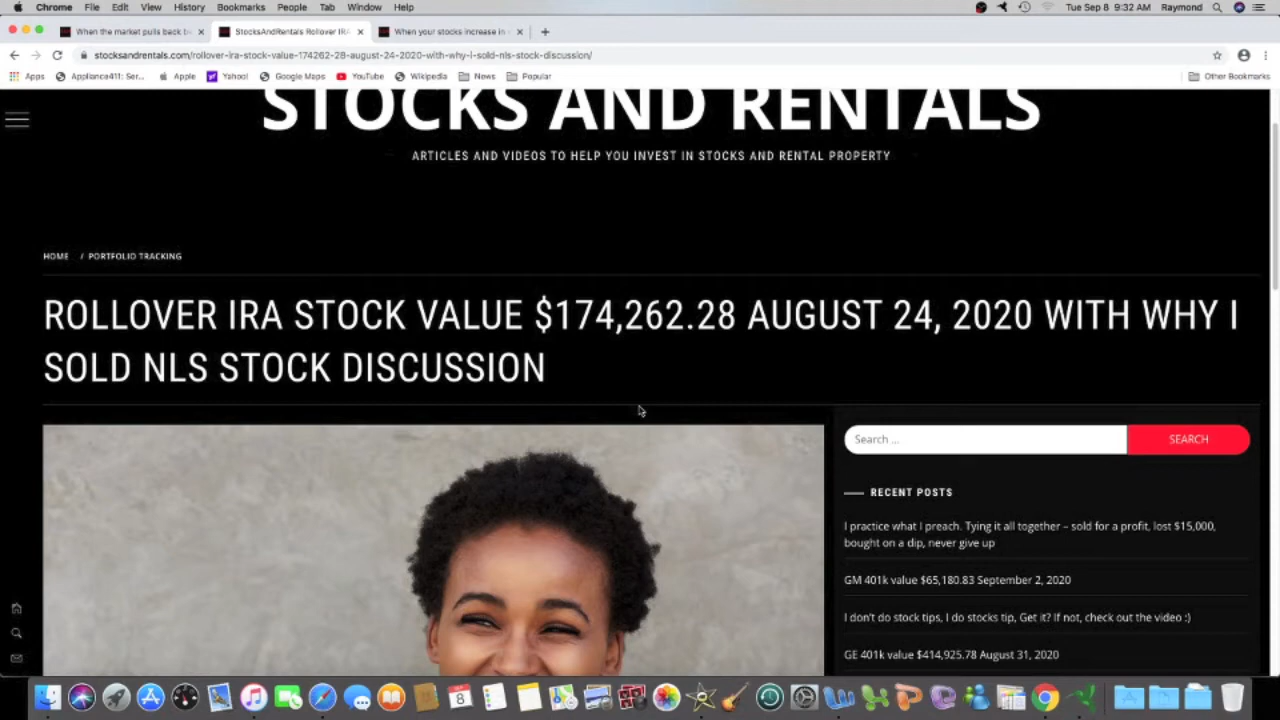 Chrome File Edit View History Bookmarks People Tab Window Help Tue Sep 8 9:32 AM Raymond
When the market pulls back b StocksAndRentals Rollover IRA When your stocks increase in
stocksandrentals.com/rollover-ira-stock-value-174262-28-august-24-2020-with-why-i-sold-nls-stock-discussion/
Apps Appliance411: Ser... Apple Yahoo! Google Maps YouTube Wikipedia News Popular Other Bookmarks
STOCKS AND RENTALS
ARTICLES AND VIDEOS TO HELP YOU INVEST IN STOCKS AND RENTAL PROPERTY
HOME / PORTFOLIO TRACKING
ROLLOVER IRA STOCK VALUE $174,262.28 AUGUST 24, 2020 WITH WHY I
SOLD NLS STOCK DISCUSSION
Search ... SEARCH
RECENT POSTS
I practice what I preach. Tying it all together – sold for a profit, lost $15,000,
bought on a dip, never give up
GM 401k value $65,180.83 September 2, 2020
I don't do stock tips, I do stocks tip, Get it? If not, check out the video :)
GE 401k value $414,925.78 August 31, 2020
8